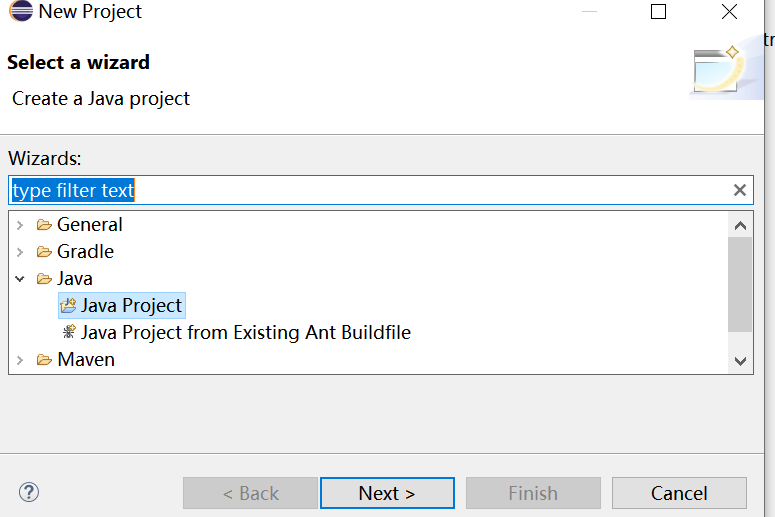 New Project
Select a wizard
Create a Java project
Wizards:
type filter text
General
Gradle
Java
Java Project
Java Project from Existing Ant Buildfile
Maven
< Back
Next >
Finish
Cancel